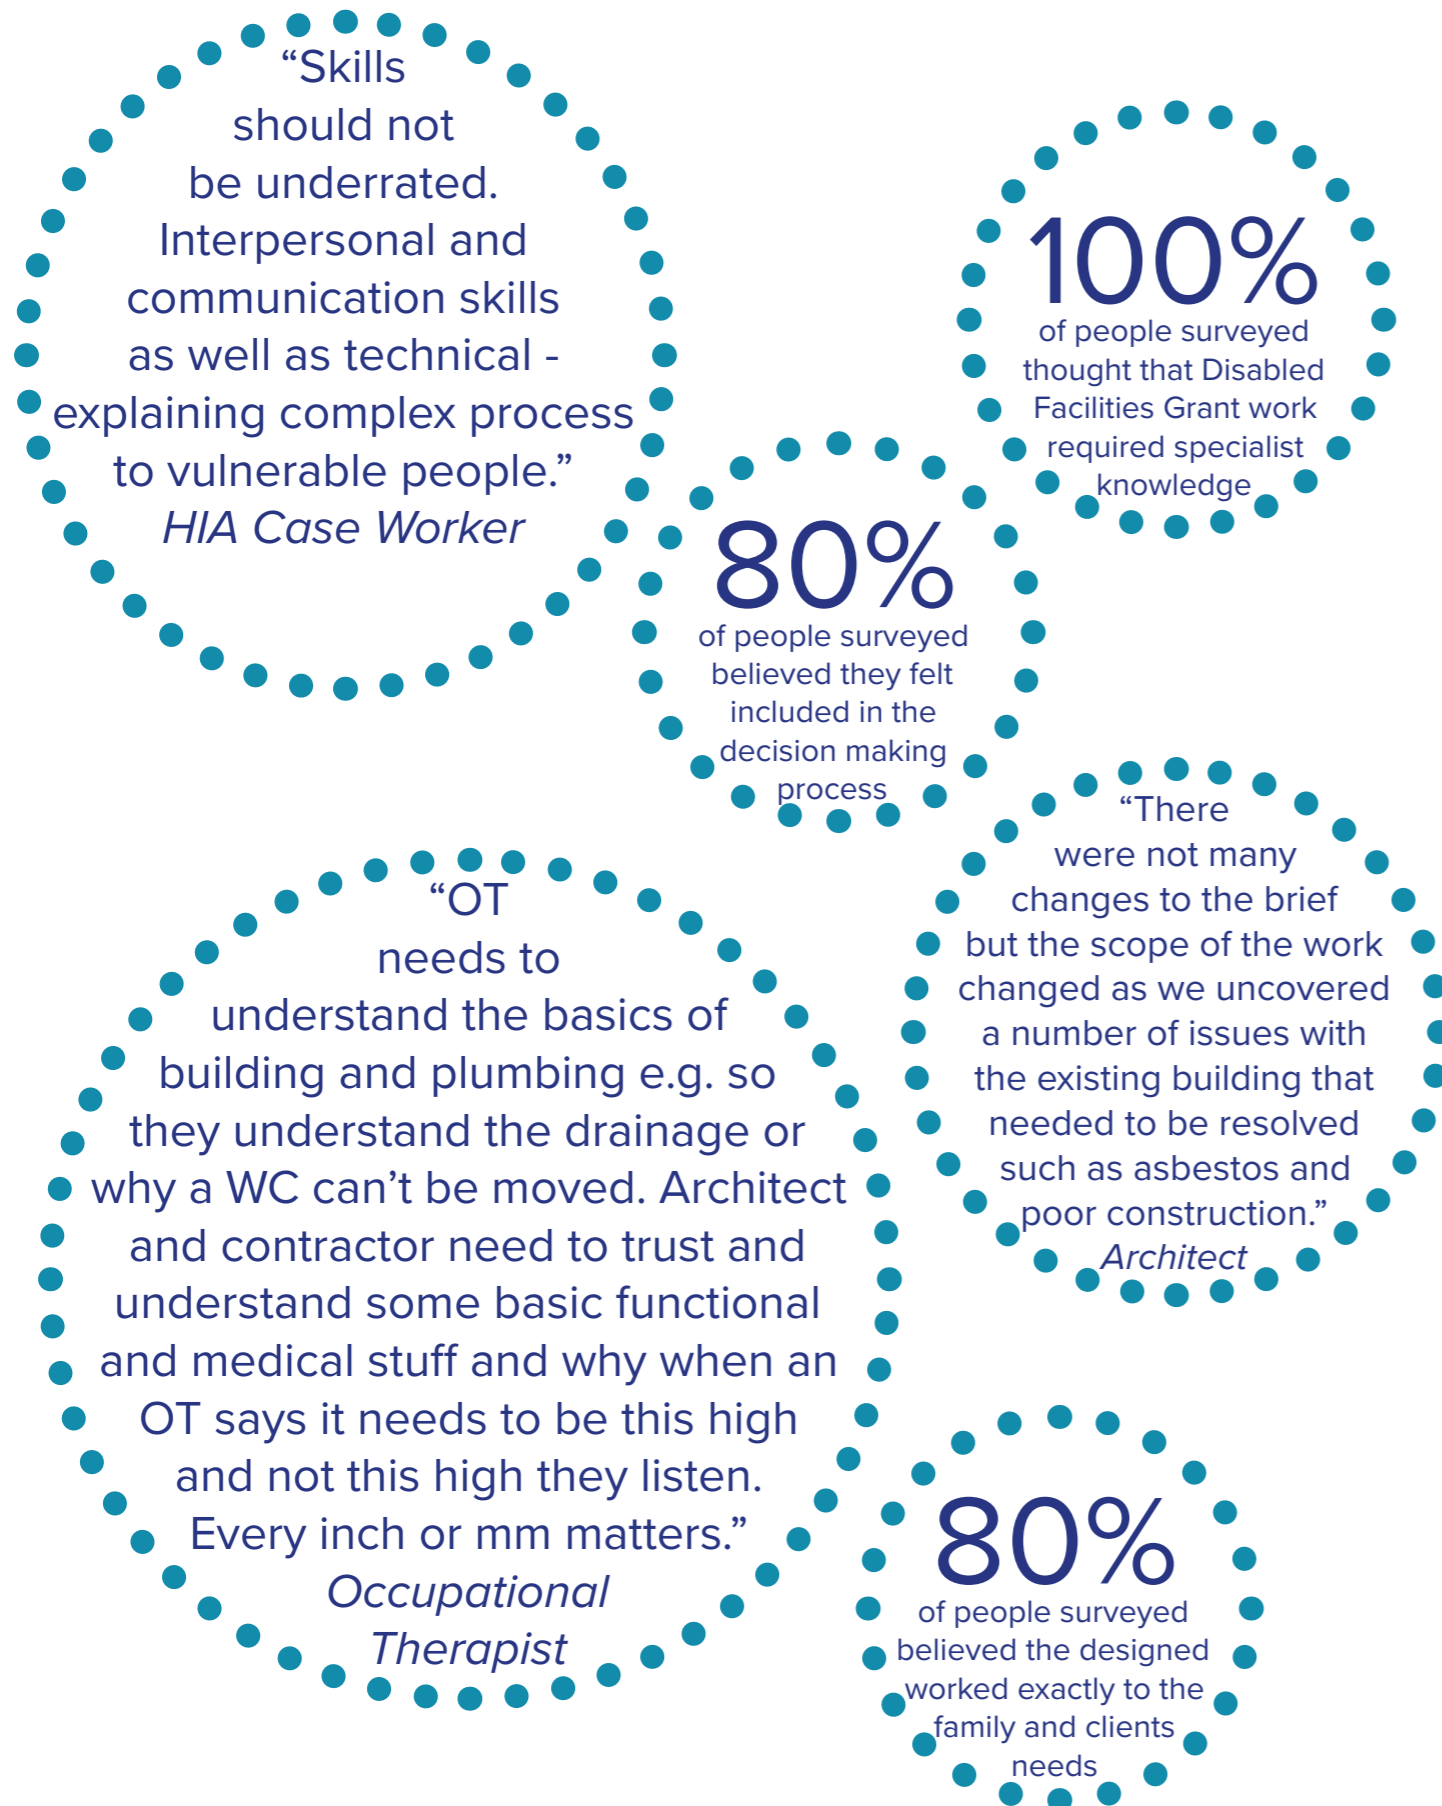 “Skills
should not
be underrated.
Interpersonal and
communication skills
as well as technical -
explaining complex process
to vulnerable people.”
HIA Case Worker
100%
of people surveyed
thought that Disabled
Facilities Grant work
required specialist
knowledge
80%
of people surveyed
believed they felt
included in the
decision making
process
“There
were not many
changes to the brief
but the scope of the work
changed as we uncovered
a number of issues with
the existing building that
needed to be resolved
such as asbestos and
poor construction.”
Architect
“OT
needs to
understand the basics of
building and plumbing e.g. so
they understand the drainage or
why a WC can’t be moved. Architect
and contractor need to trust and
understand some basic functional
and medical stuff and why when an
OT says it needs to be this high
and not this high they listen.
Every inch or mm matters.”
Occupational
Therapist
80%
of people surveyed
believed the designed
worked exactly to the
family and clients
needs